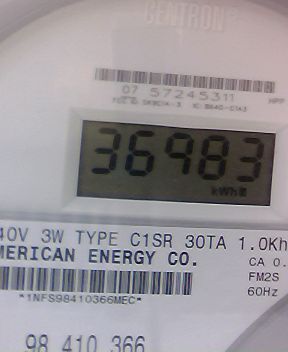 CENTRON®
07 57245311
HPP
36983
kWh
40V 3W TYPE C1SR 30TA 1.0Kh
MERICAN ENERGY CO.
CA 0.
FM2S
*1NFS98410366MEC*
60Hz
98 410 366